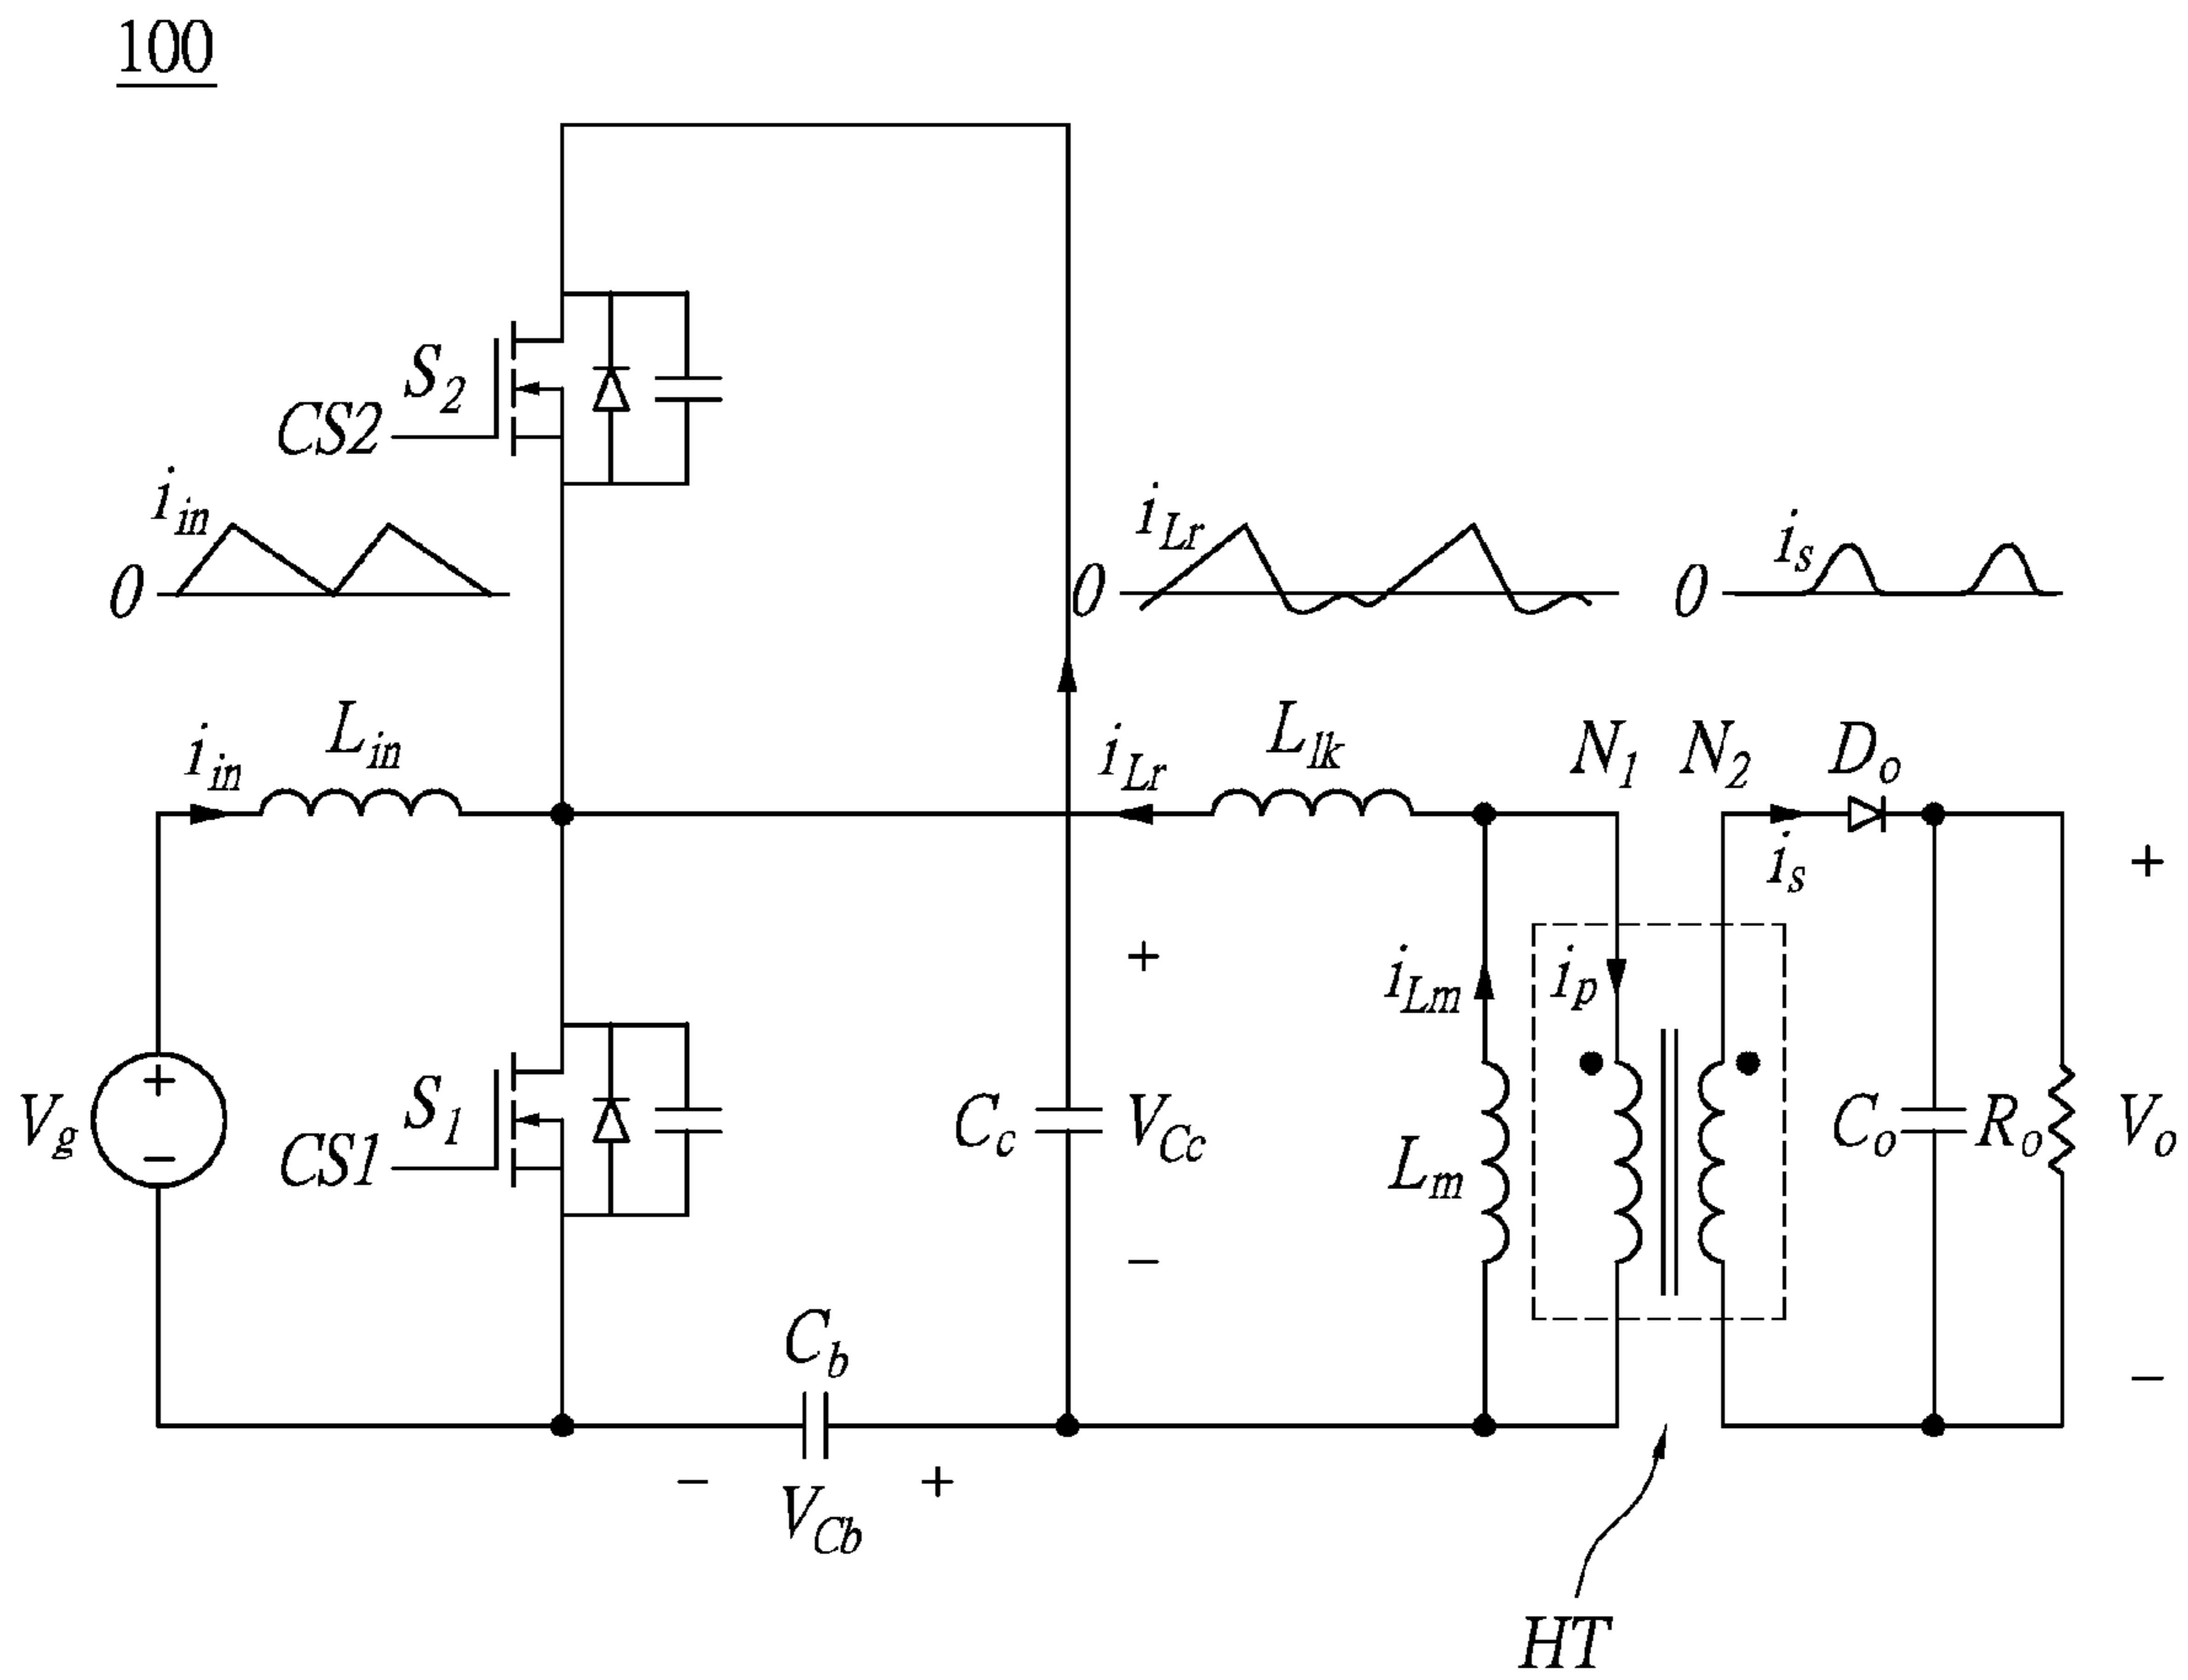 100
S2
CS2
iin
0
iLr
0
is
0
iin
Lin
iLr
Llk
N1
N2
Do
is
+
+
iLm
ip
Vg
+
−
S1
CS1
Cc
VCc
Lm
Co
Ro
Vo
−
−
Cb
−
VCb
+
HT